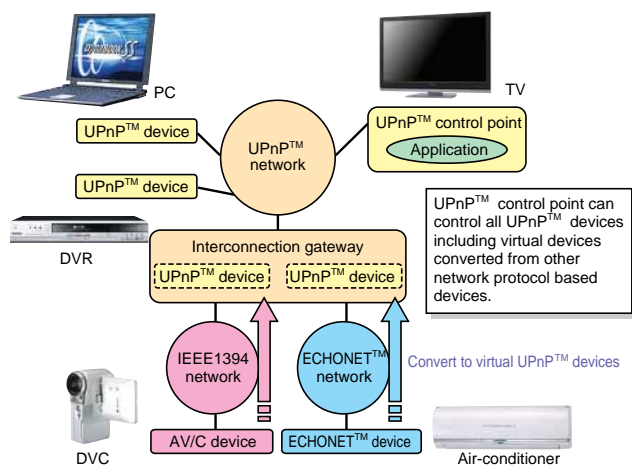 DynaBook SS
PC
TV
UPnP™ device
UPnP™ network
UPnP™ control point
Application
UPnP™ device
DVR
UPnP™ control point can
control all UPnP™ devices
including virtual devices
converted from other
network protocol based
devices.
Interconnection gateway
UPnP™ device
UPnP™ device
IEEE1394
network
ECHONET™
network
Convert to virtual UPnP™ devices
DVC
AV/C device
ECHONET™ device
Air-conditioner